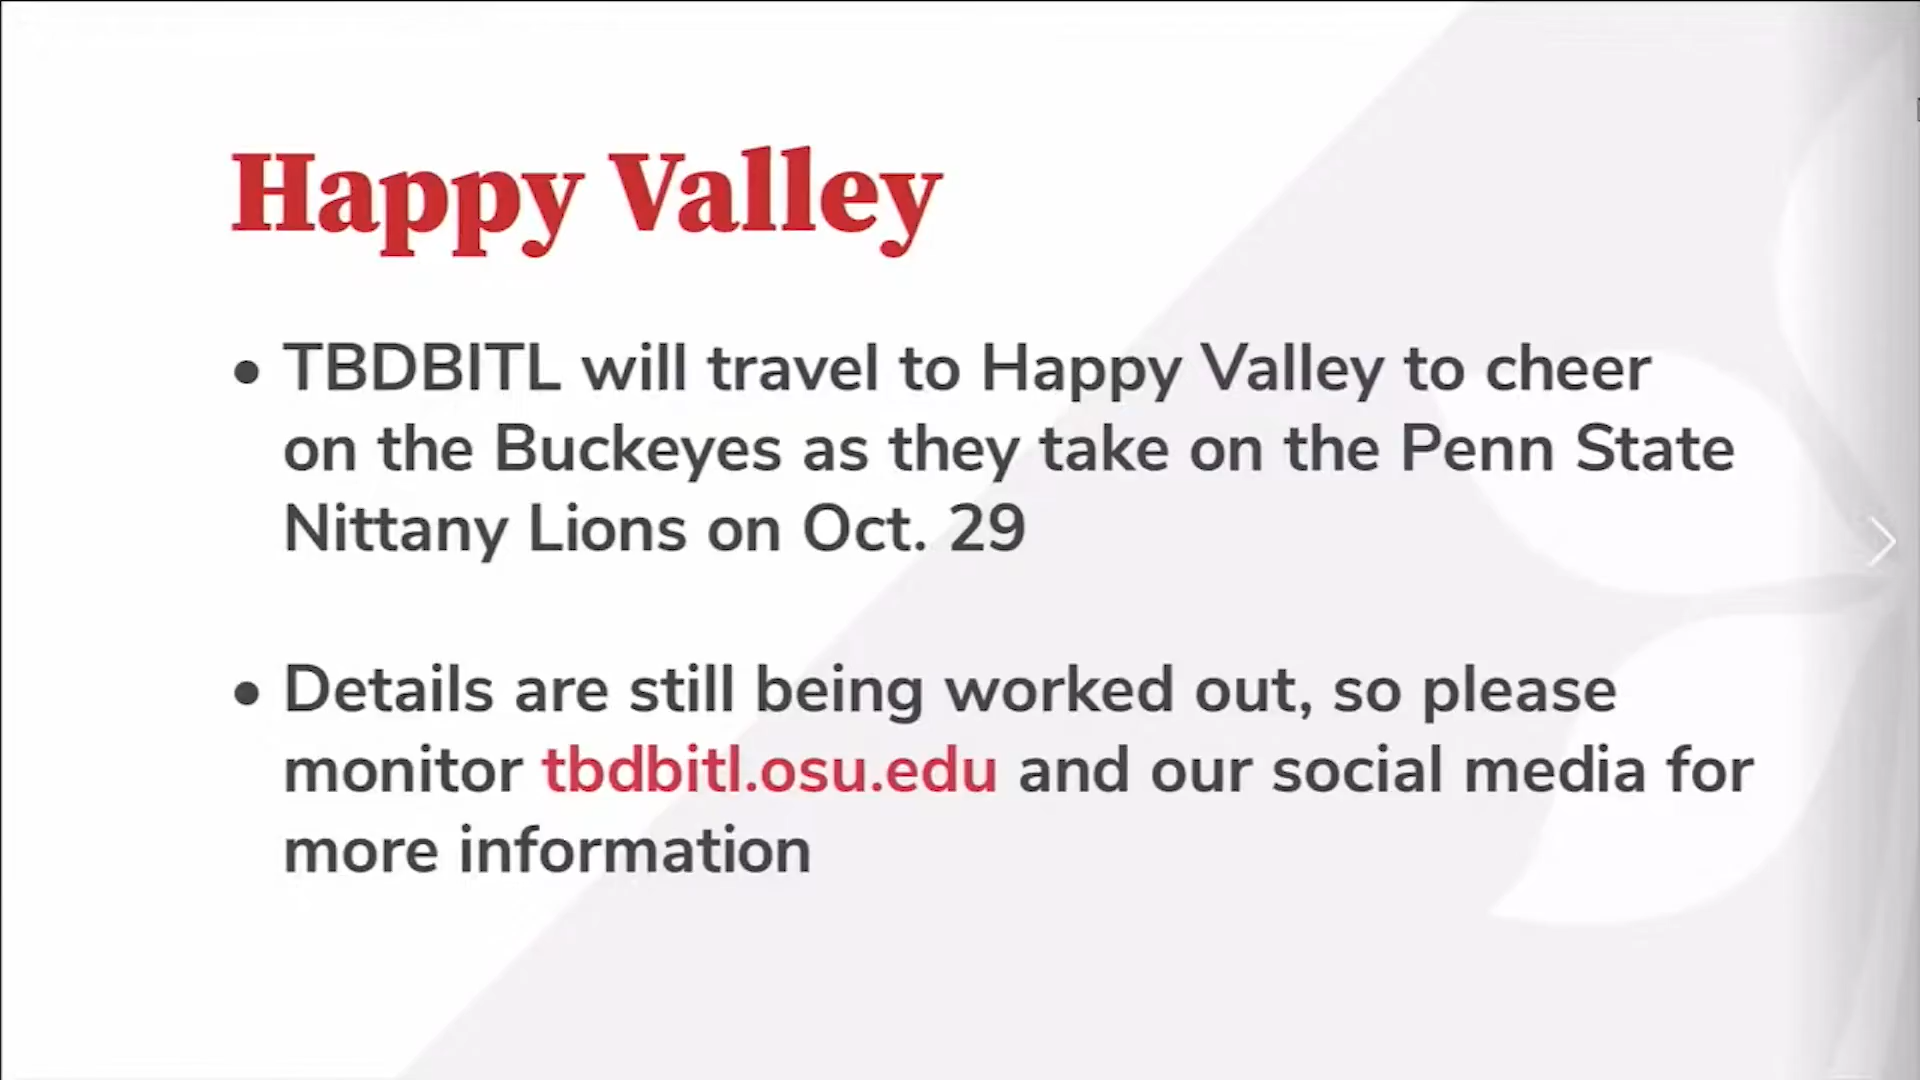 Happy Valley
• TBDBITL will travel to Happy Valley to cheer
on the Buckeyes as they take on the Penn State
Nittany Lions on Oct. 29
• Details are still being worked out, so please
monitor tbdbitl.osu.edu and our social media for
more information